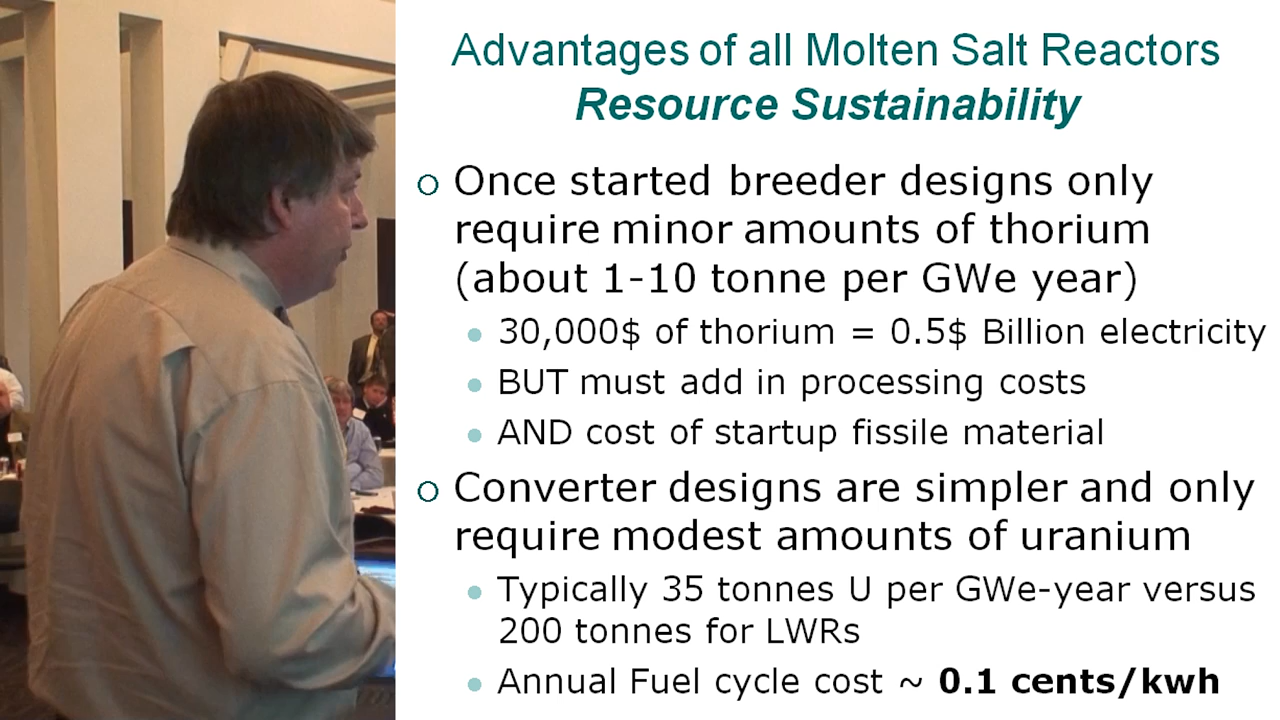 Advantages of all Molten Salt Reactors
Resource Sustainability
Once started breeder designs only
require minor amounts of thorium
(about 1-10 tonne per GWe year)
30,000$ of thorium = 0.5$ Billion electricity
BUT must add in processing costs
AND cost of startup fissile material
Converter designs are simpler and only
require modest amounts of uranium
Typically 35 tonnes U per GWe-year versus
200 tonnes for LWRs
Annual Fuel cycle cost ~ 0.1 cents/kwh